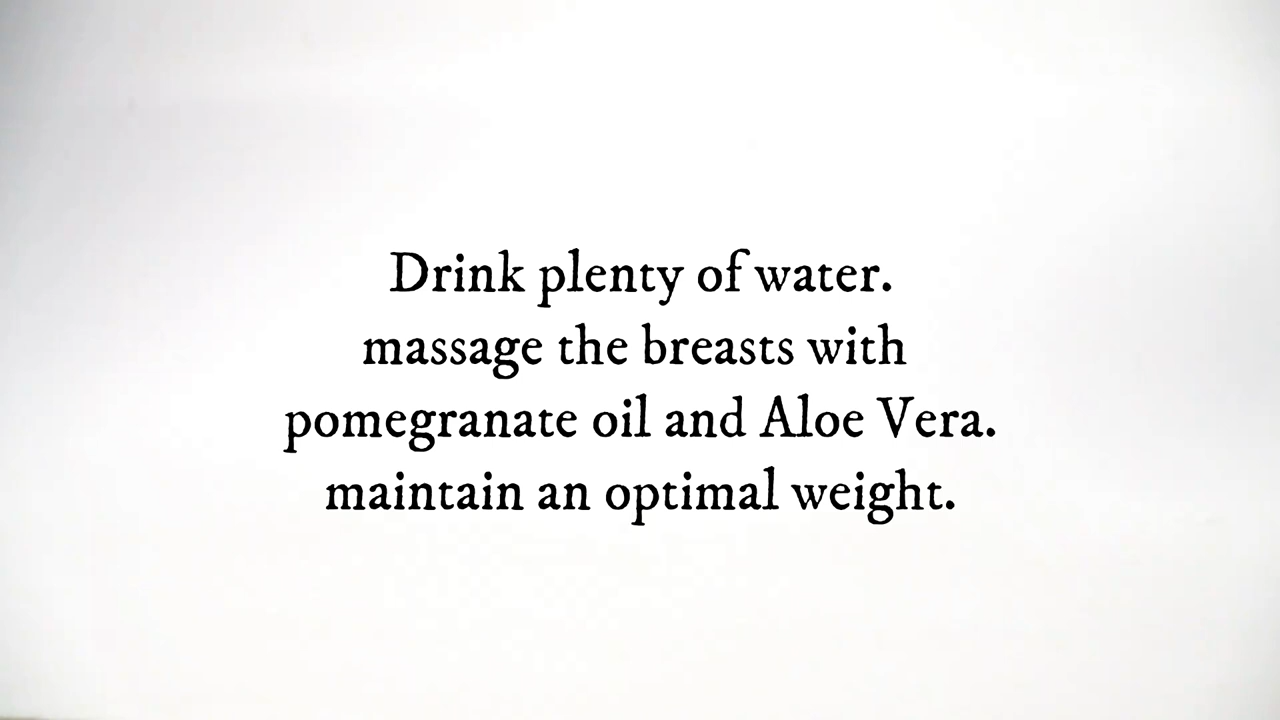 Drink plenty of water.
massage the breasts with
pomegranate oil and Aloe Vera.
maintain an optimal weight.